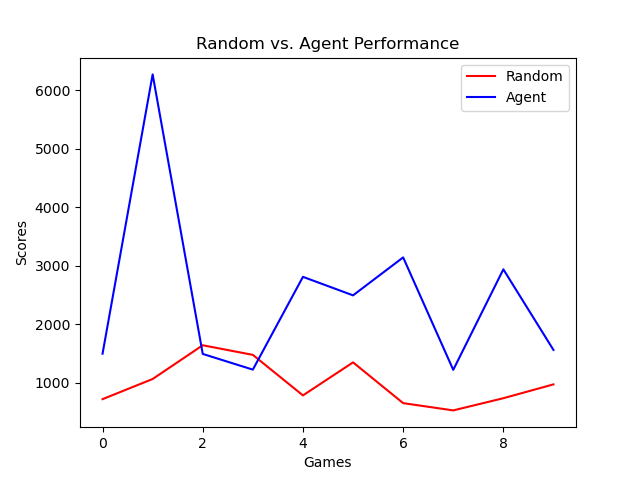 Random vs. Agent Performance
Random
Agent
6000
5000
4000
3000
2000
1000
Scores
0 2 4 6 8
Games